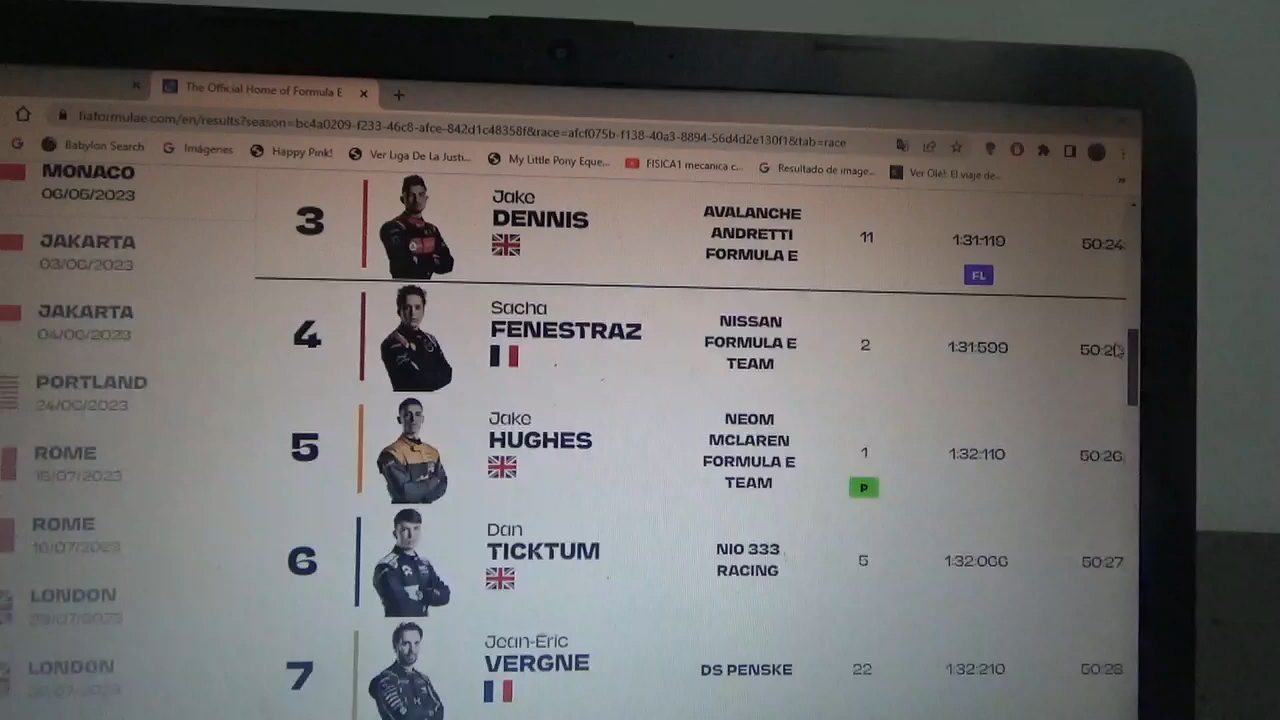 The Official Home of Formula E
fiaformulae.com/en/results?season=bc4a0209-f233-46c8-afce-842d1c48358f&race=afcf075b-f138-40a3-8894-56d4d2e130f1&tab=race
G Babylon Search Imágenes Happy Pink! Ver Liga De La Justi... My Little Pony Eque... FISICA1 mecanica c... Resultado de image... Ver Olé! El viaje de...
MONACO
06/05/2023
JAKARTA
03/06/2023
JAKARTA
04/06/2023
PORTLAND
24/06/2023
ROME
15/07/2023
ROME
16/07/2023
LONDON
LONDON
3
Jake
DENNIS
AVALANCHE
ANDRETTI
FORMULA E
11
1:31:119
FL
50:24
4
Sacha
FENESTRAZ
NISSAN
FORMULA E
TEAM
2
1:31:599
5
Jake
HUGHES
NEOM
MCLAREN
FORMULA E
TEAM
1
P
1:32:110
50:26
6
Dan
TICKTUM
NIO 333
RACING
5
1:32:066
50:27
7
Jean-Éric
VERGNE
DS PENSKE
22
1:32:210
50:28